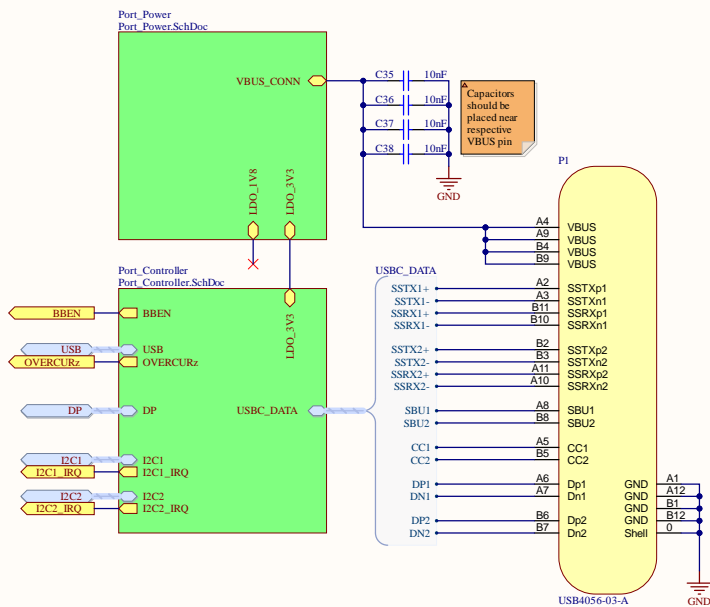 Port_Power
Port_Power.SchDoc
VBUS_CONN
LDO_1V8
LDO_3V3
C35 10nF
C36 10nF
C37 10nF
C38 10nF
GND
Capacitors
should be
placed near
respective
VBUS pin
Port_Controller
Port_Controller.SchDoc
LDO_3V3
BBEN BBEN
USB USB
OVERCURz OVERCURz
DP DP
USBC_DATA
I2C1 I2C1
I2C1_IRQ I2C1_IRQ
I2C2 I2C2
I2C2_IRQ I2C2_IRQ
USBC_DATA
SSTX1+
SSTX1-
SSRX1+
SSRX1-
SSTX2+
SSTX2-
SSRX2+
SSRX2-
SBU1
SBU2
CC1
CC2
DP1
DN1
DP2
DN2
P1
A4 VBUS
A9 VBUS
B4 VBUS
B9 VBUS
A2 SSTXp1
A3 SSTXn1
B11 SSRXp1
B10 SSRXn1
B2 SSTXp2
B3 SSTXn2
A11 SSRXp2
A10 SSRXn2
A8 SBU1
B8 SBU2
A5 CC1
B5 CC2
A6 Dp1
A7 Dn1
B6 Dp2
B7 Dn2
GND A1
GND A12
GND B1
GND B12
Shell 0
USB4056-03-A
GND